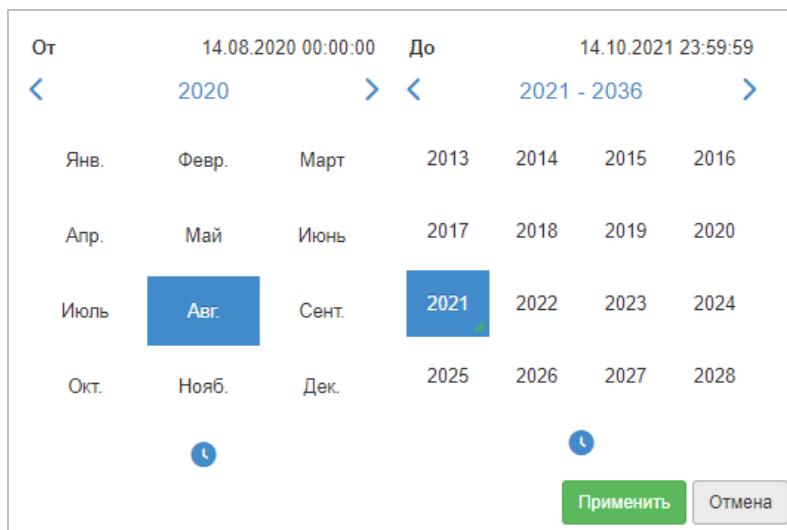 От 14.08.2020 00:00:00 До 14.10.2021 23:59:59
2020 2021 - 2036
Янв. Февр. Март 2013 2014 2015 2016
Апр. Май Июнь 2017 2018 2019 2020
Июль Авг. Сент. 2021 2022 2023 2024
Окт. Нояб. Дек. 2025 2026 2027 2028
Применить Отмена